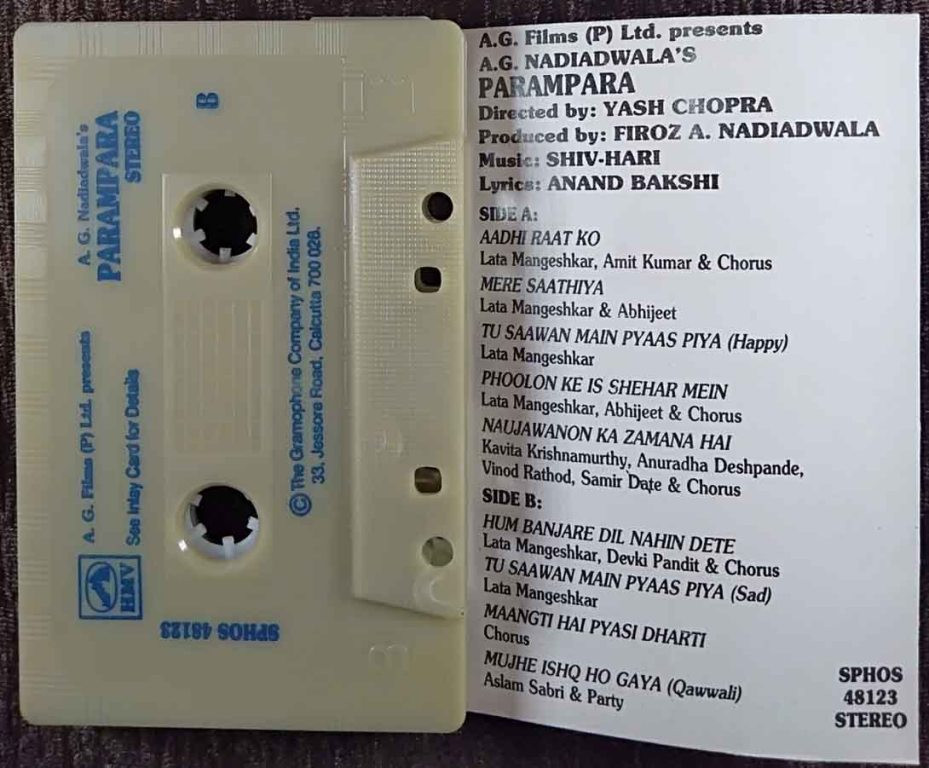 B
A. G. Nadiadwala's
PARAMPARA
STEREO
A. G. Films (P) Ltd. presents
See Inlay Card for Details
HMV
©The Gramophone Company of India Ltd.
33, Jessore Road, Calcutta 700 028.
SPHOS 48123
A.G. Films (P) Ltd. presents
A.G. NADIADWALA'S
PARAMPARA
Directed by: YASH CHOPRA
Produced by: FIROZ A. NADIADWALA
Music: SHIV-HARI
Lyrics: ANAND BAKSHI
SIDE A:
AADHI RAAT KO
Lata Mangeshkar, Amit Kumar & Chorus
MERE SAATHIYA
Lata Mangeshkar & Abhijeet
TU SAAWAN MAIN PYAAS PIYA (Happy)
Lata Mangeshkar
PHOOLON KE IS SHEHAR MEIN
Lata Mangeshkar, Abhijeet & Chorus
NAUJAWANON KA ZAMANA HAI
Kavita Krishnamurthy, Anuradha Deshpande,
Vinod Rathod, Samir Date & Chorus
SIDE B:
HUM BANJARE DIL NAHIN DETE
Lata Mangeshkar, Devki Pandit & Chorus
TU SAAWAN MAIN PYAAS PIYA (Sad)
Lata Mangeshkar
MAANGTI HAI PYASI DHARTI
Chorus
MUJHE ISHQ HO GAYA (Qawwali)
Aslam Sabri & Party
SPHOS
48123
STEREO